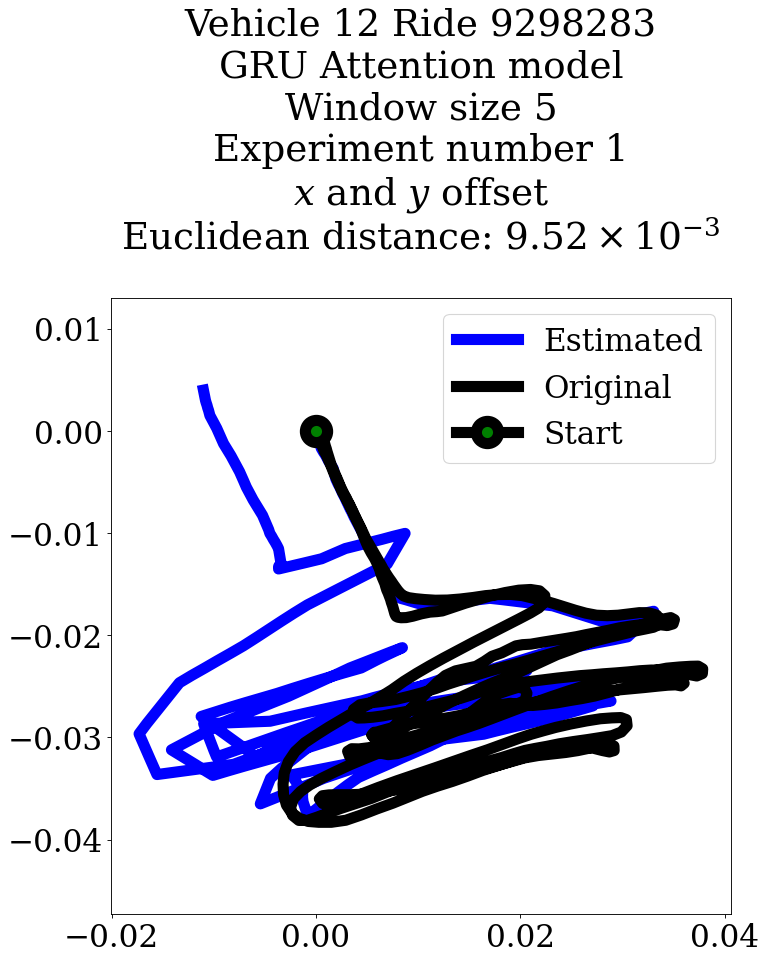 Vehicle 12 Ride 9298283
GRU Attention model
Window size 5
Experiment number 1
x and y offset
Euclidean distance: 9.52 × 10⁻³
Estimated
Original
Start
0.01
0.00
−0.01
−0.02
−0.03
−0.04
−0.02 0.00 0.02 0.04